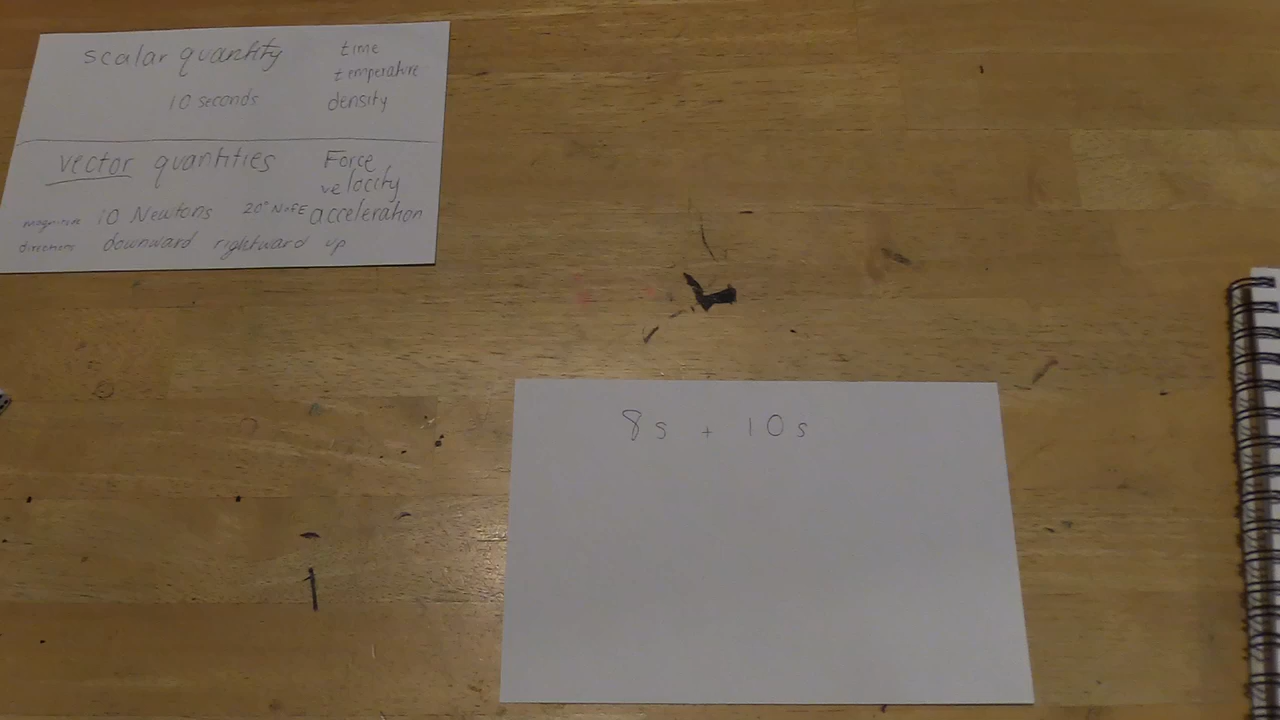 scalar quantity
time
temperature
10 seconds
density
vector quantities
Force
velocity
magnitude 10 Newtons 20° N of E acceleration
directions downward rightward up
8s + 10s